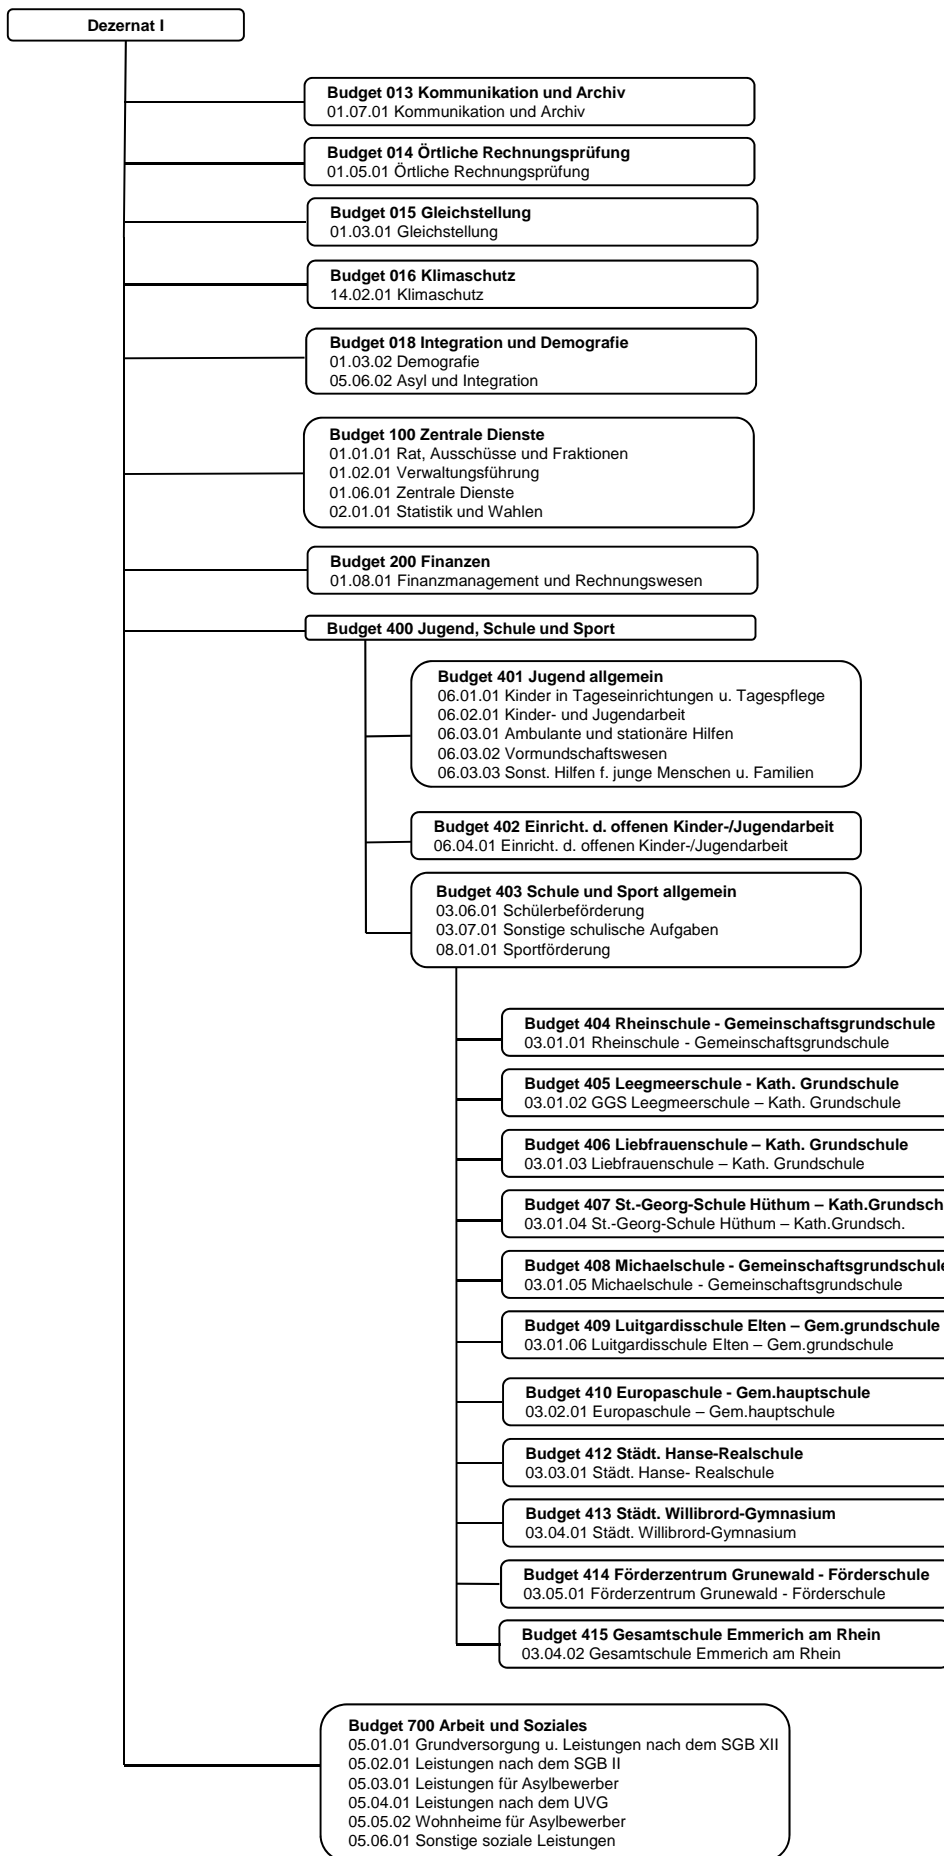 Dezernat I
Budget 013 Kommunikation und Archiv
01.07.01 Kommunikation und Archiv
Budget 014 Örtliche Rechnungsprüfung
01.05.01 Örtliche Rechnungsprüfung
Budget 015 Gleichstellung
01.03.01 Gleichstellung
Budget 016 Klimaschutz
14.02.01 Klimaschutz
Budget 018 Integration und Demografie
01.03.02 Demografie
05.06.02 Asyl und Integration
Budget 100 Zentrale Dienste
01.01.01 Rat, Ausschüsse und Fraktionen
01.02.01 Verwaltungsführung
01.06.01 Zentrale Dienste
02.01.01 Statistik und Wahlen
Budget 200 Finanzen
01.08.01 Finanzmanagement und Rechnungswesen
Budget 400 Jugend, Schule und Sport
Budget 401 Jugend allgemein
06.01.01 Kinder in Tageseinrichtungen u. Tagespflege
06.02.01 Kinder- und Jugendarbeit
06.03.01 Ambulante und stationäre Hilfen
06.03.02 Vormundschaftswesen
06.03.03 Sonst. Hilfen f. junge Menschen u. Familien
Budget 402 Einricht. d. offenen Kinder-/Jugendarbeit
06.04.01 Einricht. d. offenen Kinder-/Jugendarbeit
Budget 403 Schule und Sport allgemein
03.06.01 Schülerbeförderung
03.07.01 Sonstige schulische Aufgaben
08.01.01 Sportförderung
Budget 404 Rheinschule - Gemeinschaftsgrundschule
03.01.01 Rheinschule - Gemeinschaftsgrundschule
Budget 405 Leegmeerschule - Kath. Grundschule
03.01.02 GGS Leegmeerschule – Kath. Grundschule
Budget 406 Liebfrauenschule – Kath. Grundschule
03.01.03 Liebfrauenschule – Kath. Grundschule
Budget 407 St.-Georg-Schule Hüthum – Kath.Grundsch
03.01.04 St.-Georg-Schule Hüthum – Kath.Grundsch.
Budget 408 Michaelschule - Gemeinschaftsgrundschule
03.01.05 Michaelschule - Gemeinschaftsgrundschule
Budget 409 Luitgardisschule Elten – Gem.grundschule
03.01.06 Luitgardisschule Elten – Gem.grundschule
Budget 410 Europaschule - Gem.hauptschule
03.02.01 Europaschule – Gem.hauptschule
Budget 412 Städt. Hanse-Realschule
03.03.01 Städt. Hanse- Realschule
Budget 413 Städt. Willibrord-Gymnasium
03.04.01 Städt. Willibrord-Gymnasium
Budget 414 Förderzentrum Grunewald - Förderschule
03.05.01 Förderzentrum Grunewald - Förderschule
Budget 415 Gesamtschule Emmerich am Rhein
03.04.02 Gesamtschule Emmerich am Rhein
Budget 700 Arbeit und Soziales
05.01.01 Grundversorgung u. Leistungen nach dem SGB XII
05.02.01 Leistungen nach dem SGB II
05.03.01 Leistungen für Asylbewerber
05.04.01 Leistungen nach dem UVG
05.05.02 Wohnheime für Asylbewerber
05.06.01 Sonstige soziale Leistungen